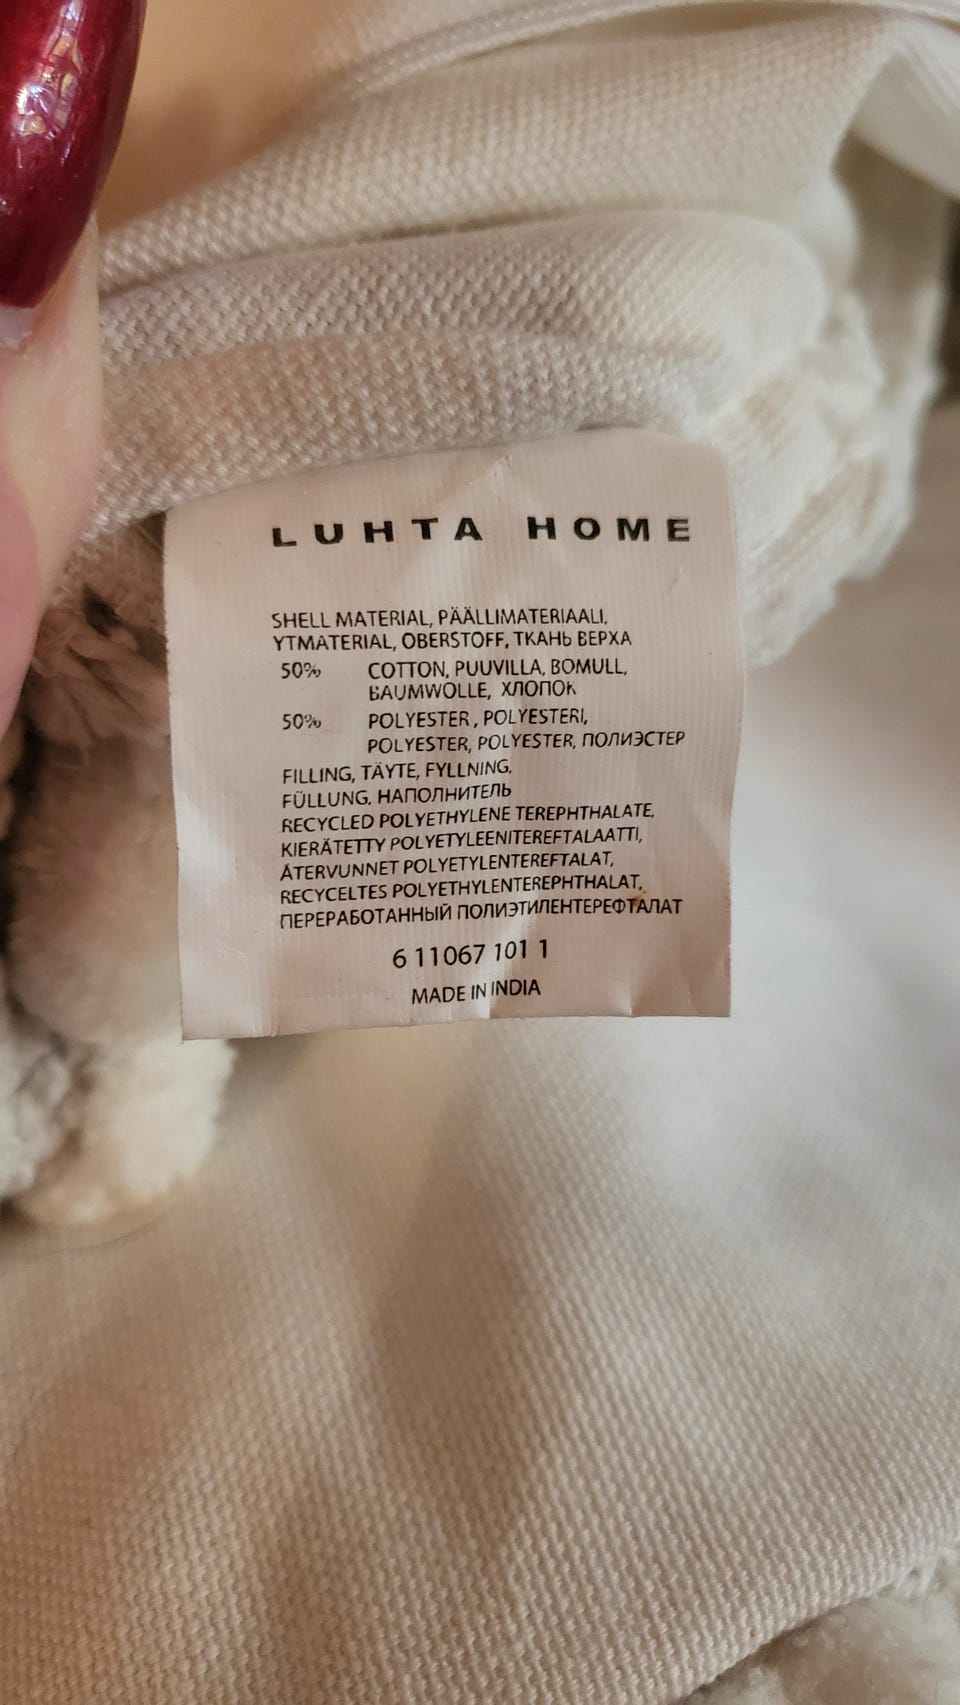 LUHTA HOME
SHELL MATERIAL, PÄÄLLIMATERIAALI,
YTMATERIAL, OBERSTOFF, ТКАНЬ ВЕРХА
50% COTTON, PUUVILLA, BOMULL,
BAUMWOLLE, ХЛОПОК
50% POLYESTER, POLYESTERI,
POLYESTER, POLYESTER, ПОЛИЭСТЕР
FILLING, TÄYTE, FYLLNING,
FÜLLUNG, НАПОЛНИТЕЛЬ
RECYCLED POLYETHYLENE TEREPHTHALATE,
KIERÄTETTY POLYETYLEENITEREFTALAATTI,
ÅTERVUNNET POLYETYLENTEREFTALAT,
RECYCELTES POLYETHYLENTEREPHTHALAT,
ПЕРЕРАБОТАННЫЙ ПОЛИЭТИЛЕНТЕРЕФТАЛАТ
6 11067 101 1
MADE IN INDIA